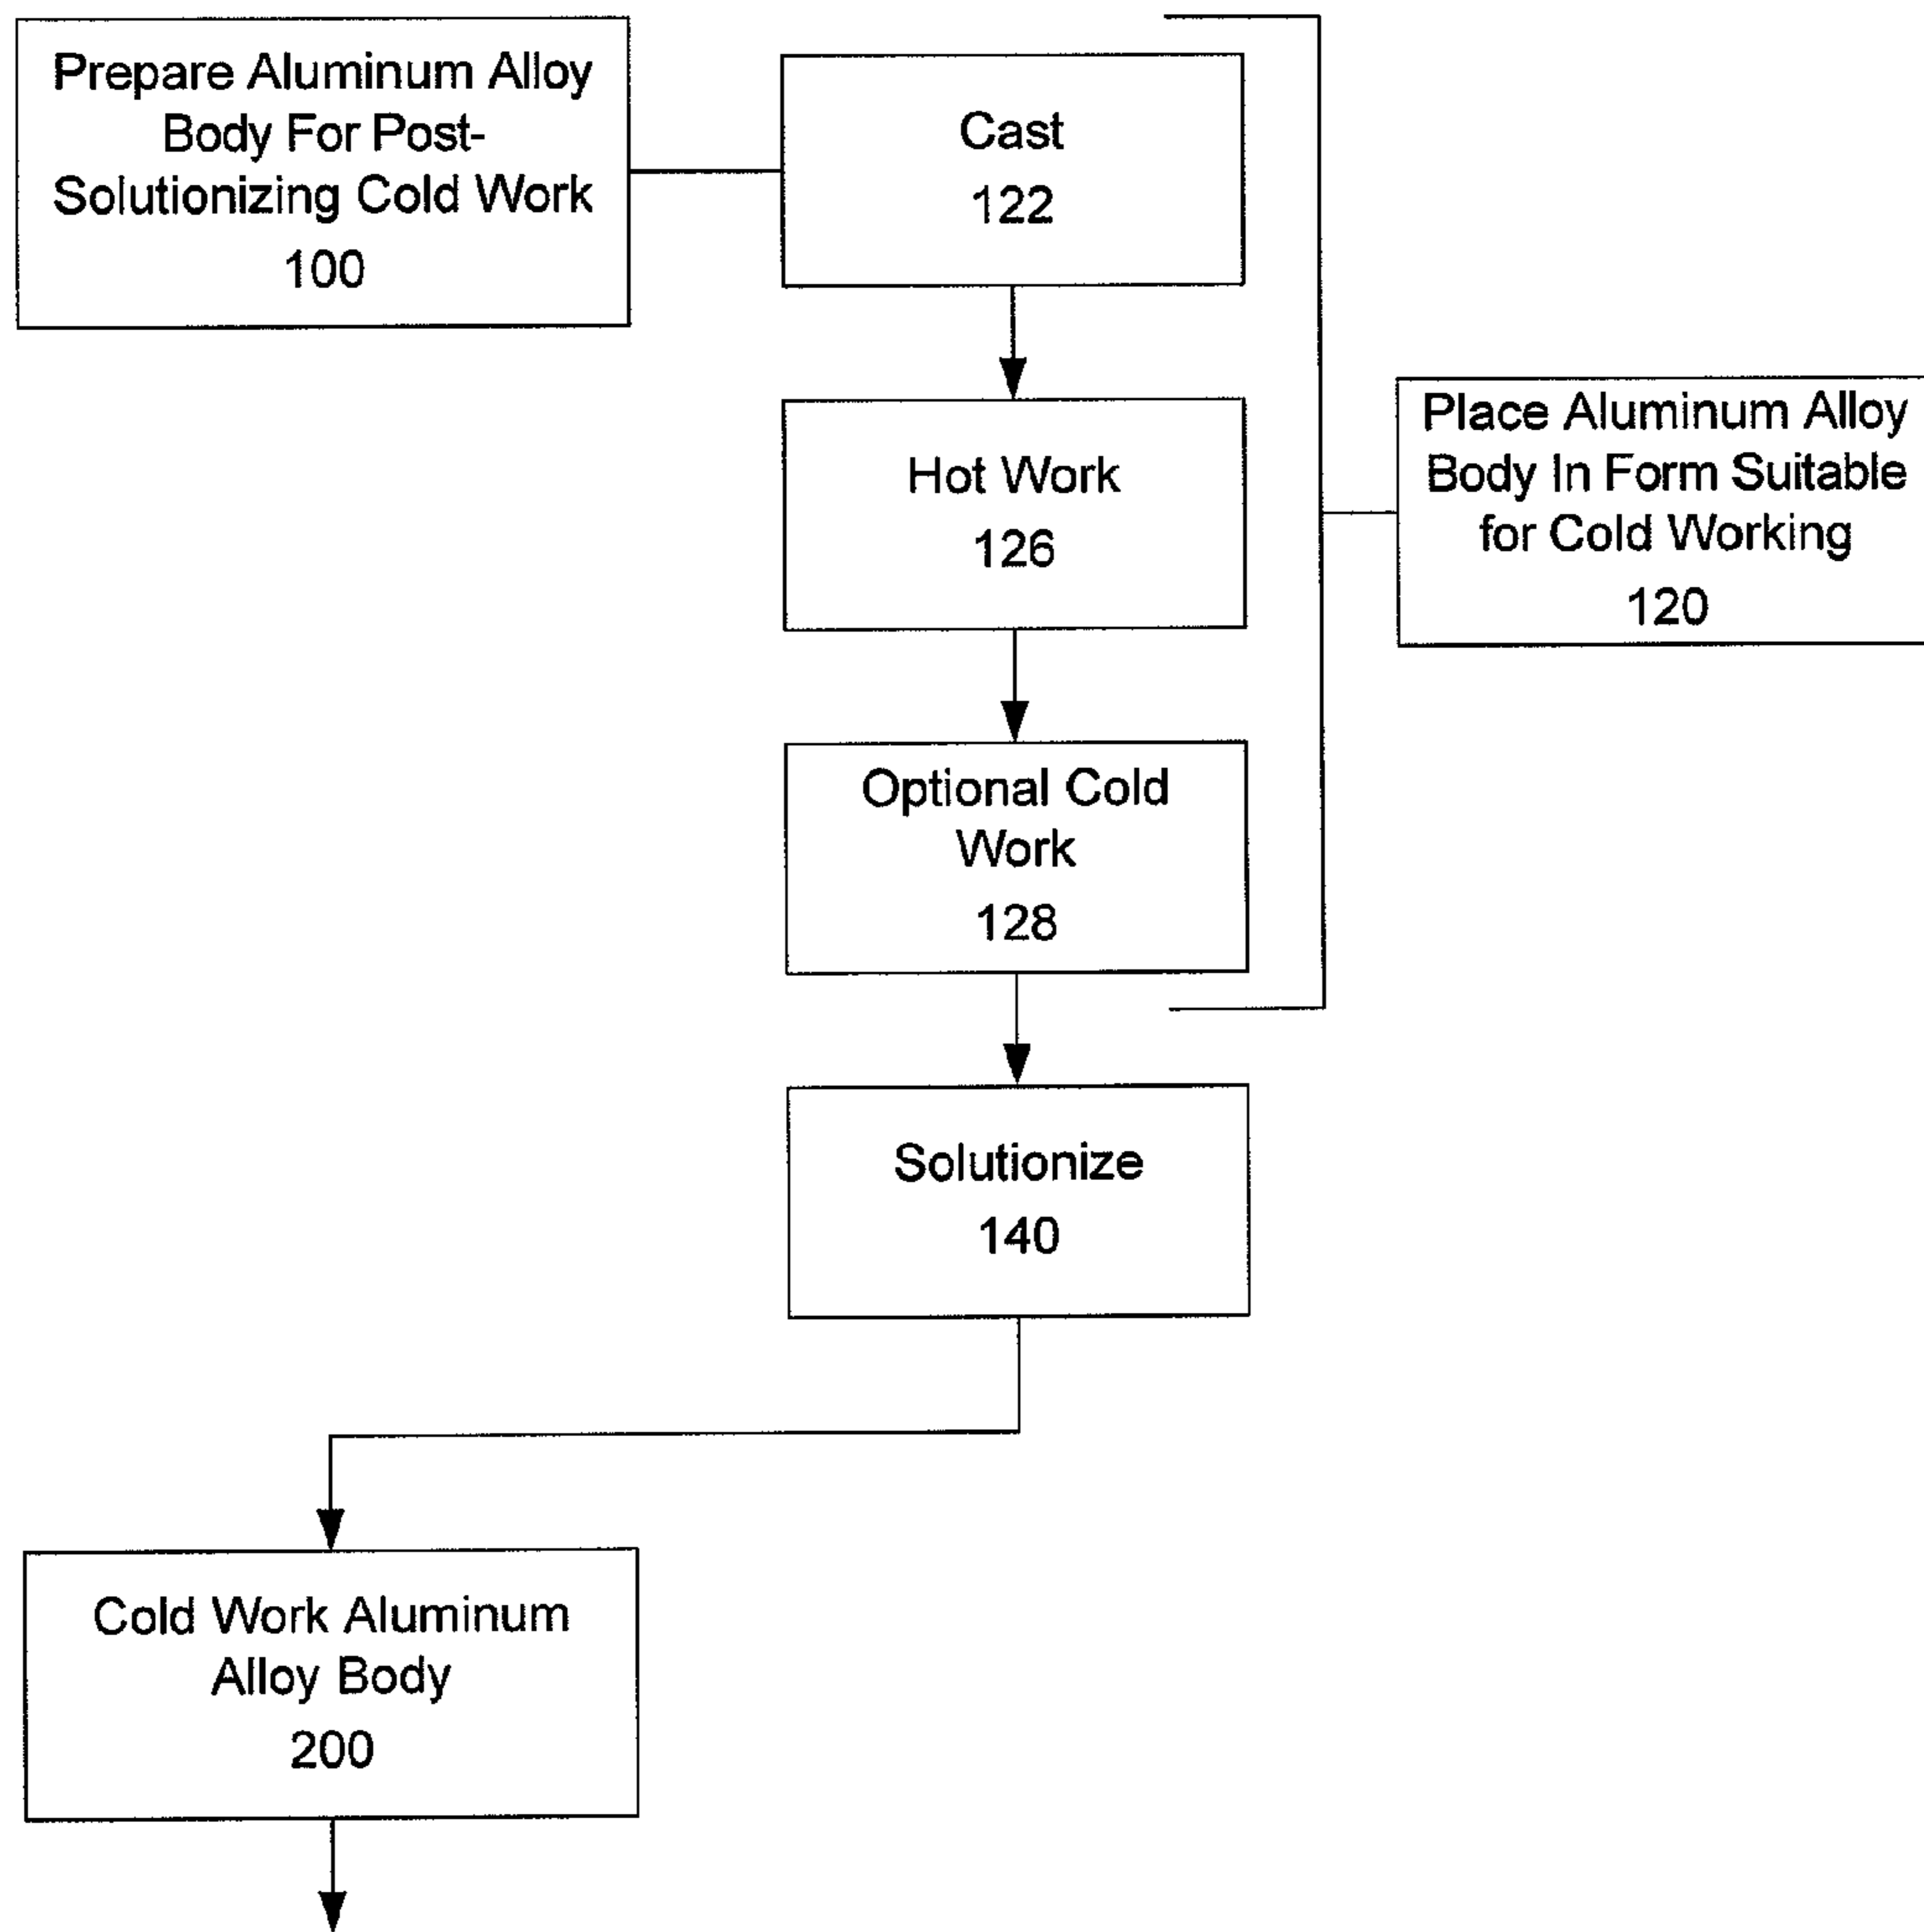 Prepare Aluminum Alloy
Body For Post-
Solutionizing Cold Work
100
Cast
122
Hot Work
126
Place Aluminum Alloy
Body In Form Suitable
for Cold Working
120
Optional Cold
Work
128
Solutionize
140
Cold Work Aluminum
Alloy Body
200